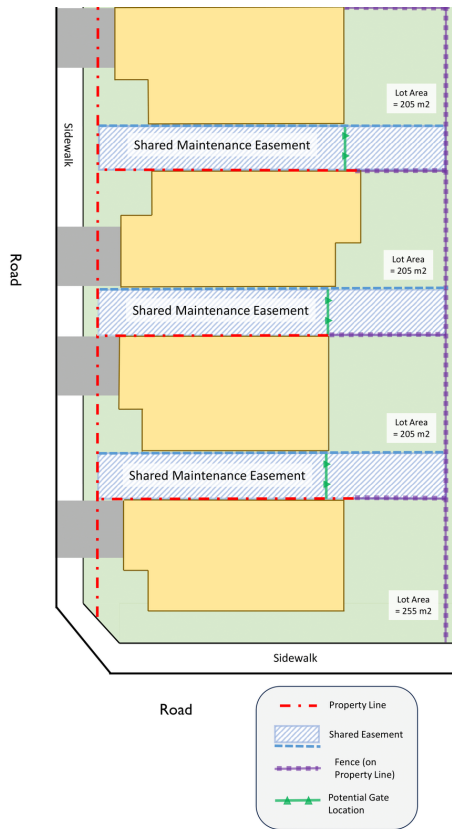 Lot Area
= 205 m2
Sidewalk
Shared Maintenance Easement
Road
Lot Area
= 205 m2
Shared Maintenance Easement
Lot Area
= 205 m2
Shared Maintenance Easement
Lot Area
= 255 m2
Sidewalk
Road
Property Line
Shared Easement
Fence (on
Property Line)
Potential Gate
Location